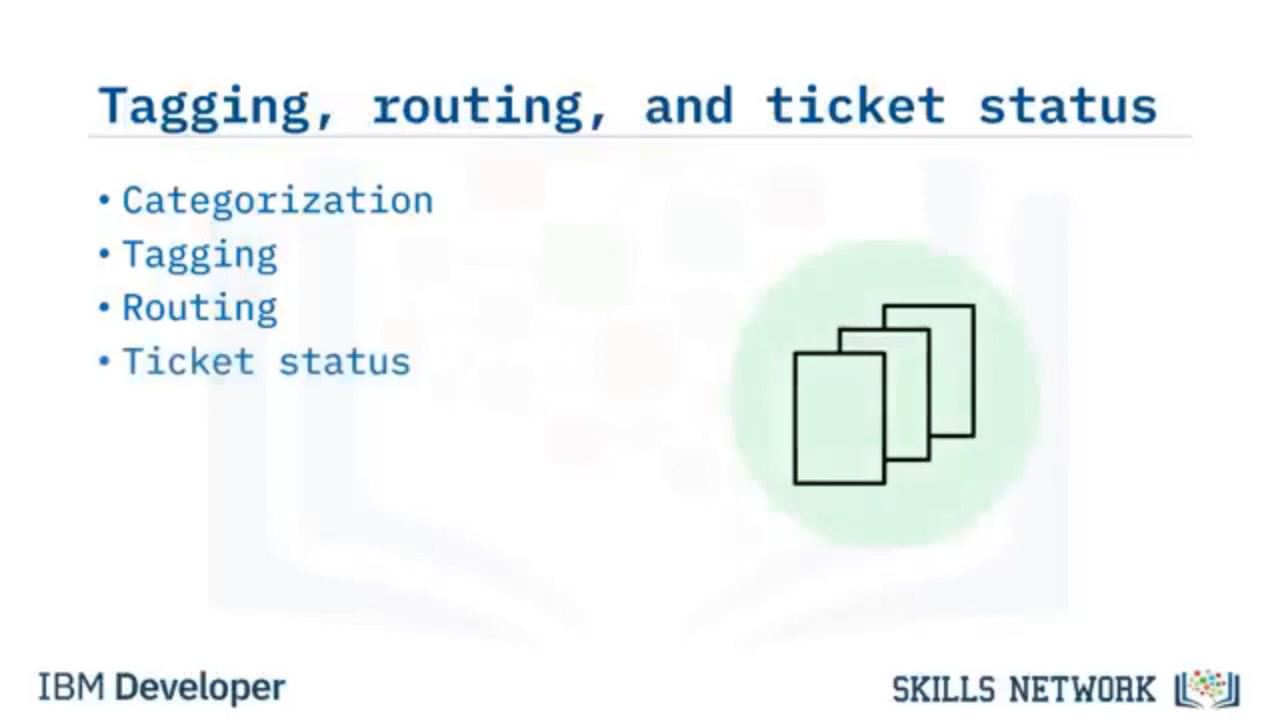 Tagging, routing, and ticket status
• Categorization
• Tagging
• Routing
• Ticket status
IBM Developer
SKILLS NETWORK